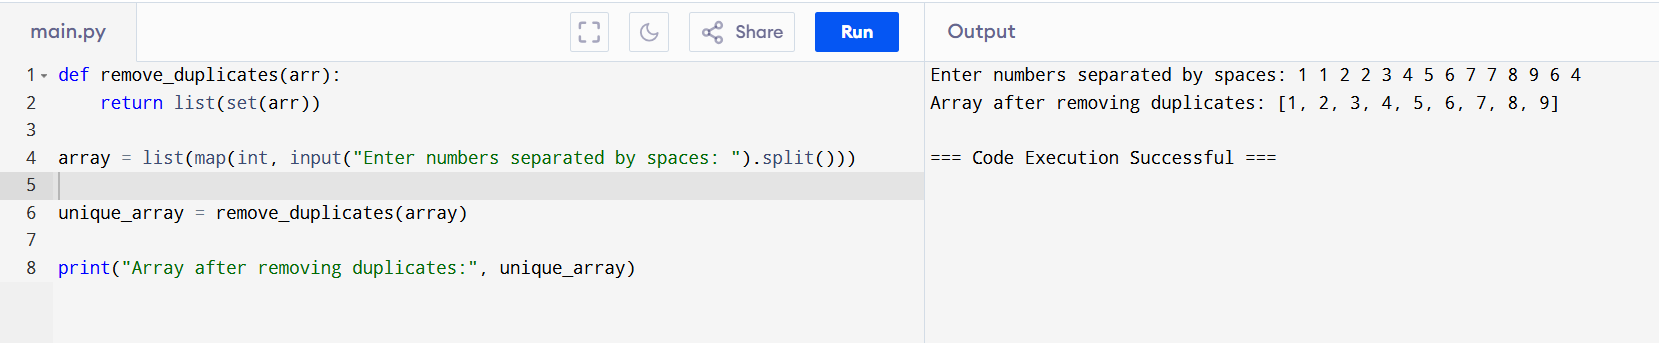 main.py
Share
Run
Output
1 def remove_duplicates(arr):
2     return list(set(arr))
3
4 array = list(map(int, input("Enter numbers separated by spaces: ").split()))
5
6 unique_array = remove_duplicates(array)
7
8 print("Array after removing duplicates:", unique_array)
Enter numbers separated by spaces: 1 1 2 2 3 4 5 6 7 7 8 9 6 4
Array after removing duplicates: [1, 2, 3, 4, 5, 6, 7, 8, 9]
=== Code Execution Successful ===